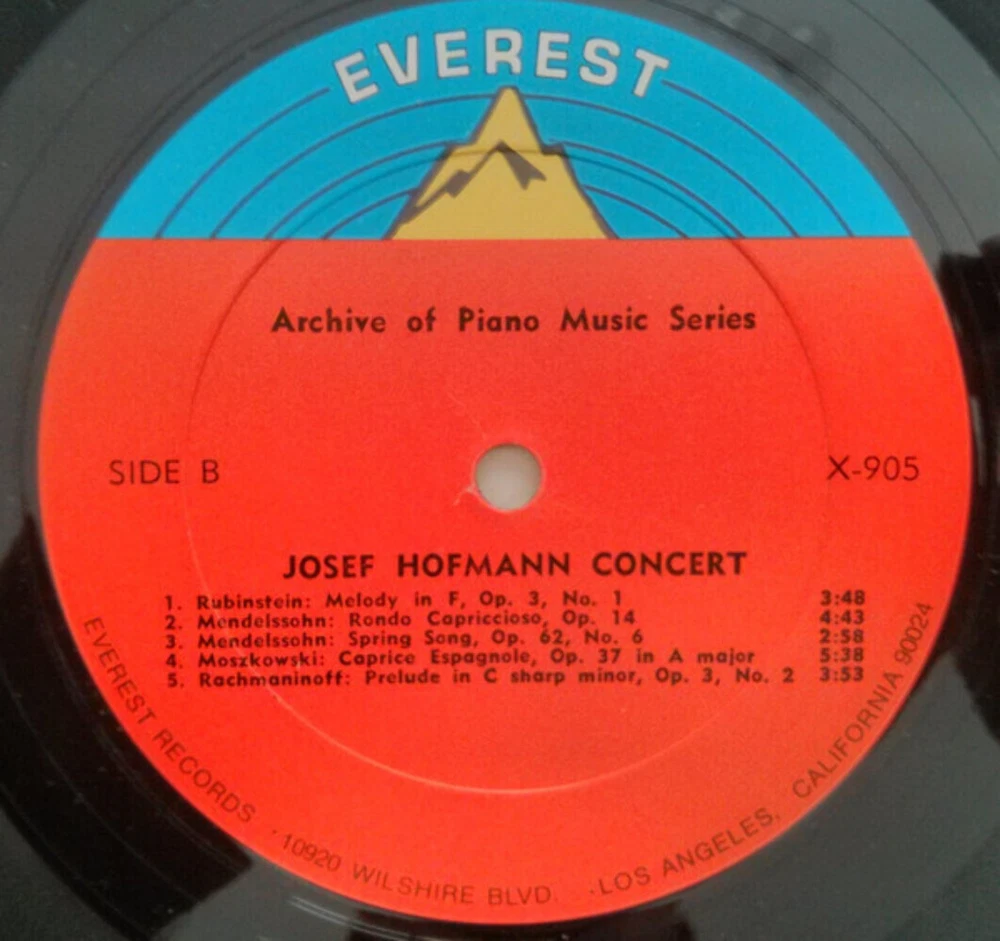 EVEREST
Archive of Piano Music Series
SIDE B
X-905
JOSEF HOFMANN CONCERT
1. Rubinstein: Melody in F, Op. 3, No. 1 3:48
2. Mendelssohn: Rondo Capriccioso, Op. 14 4:43
3. Mendelssohn: Spring Song, Op. 62, No. 6 2:58
4. Moszkowski: Caprice Espagnole, Op. 37 in A major 5:38
5. Rachmaninoff: Prelude in C sharp minor, Op. 3, No. 2 3:53
EVEREST RECORDS · 10920 WILSHIRE BLVD. · LOS ANGELES, CALIFORNIA 90024